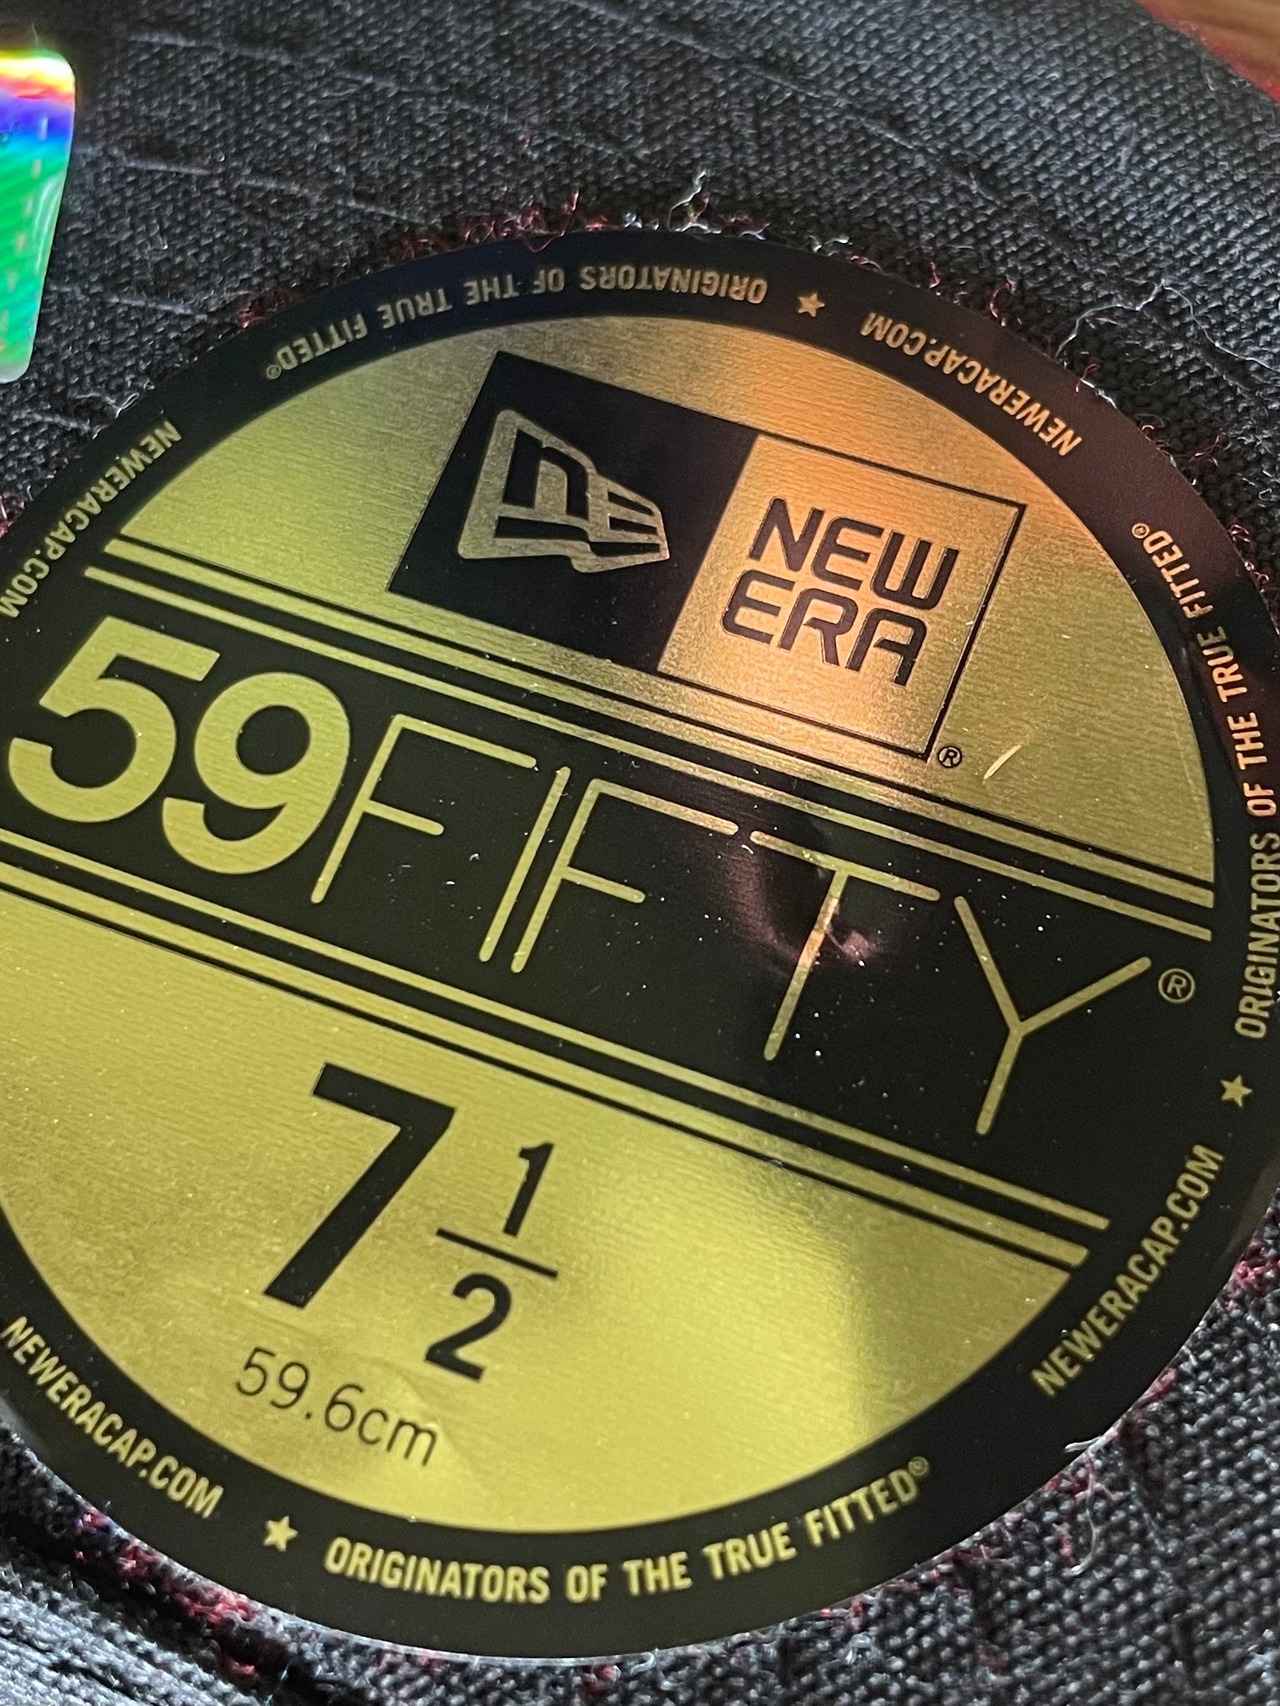 ORIGINATORS OF THE TRUE FITTED®
★ NEWERACAP.COM
ORIGINATORS OF THE TRUE FITTED®
★ NEWERACAP.COM
ORIGINATORS OF THE TRUE FITTED®
★ NEWERACAP.COM
NEWERACAP.COM
NE
NEW
ERA®
59FIFTY®
7 1/2
59.6cm